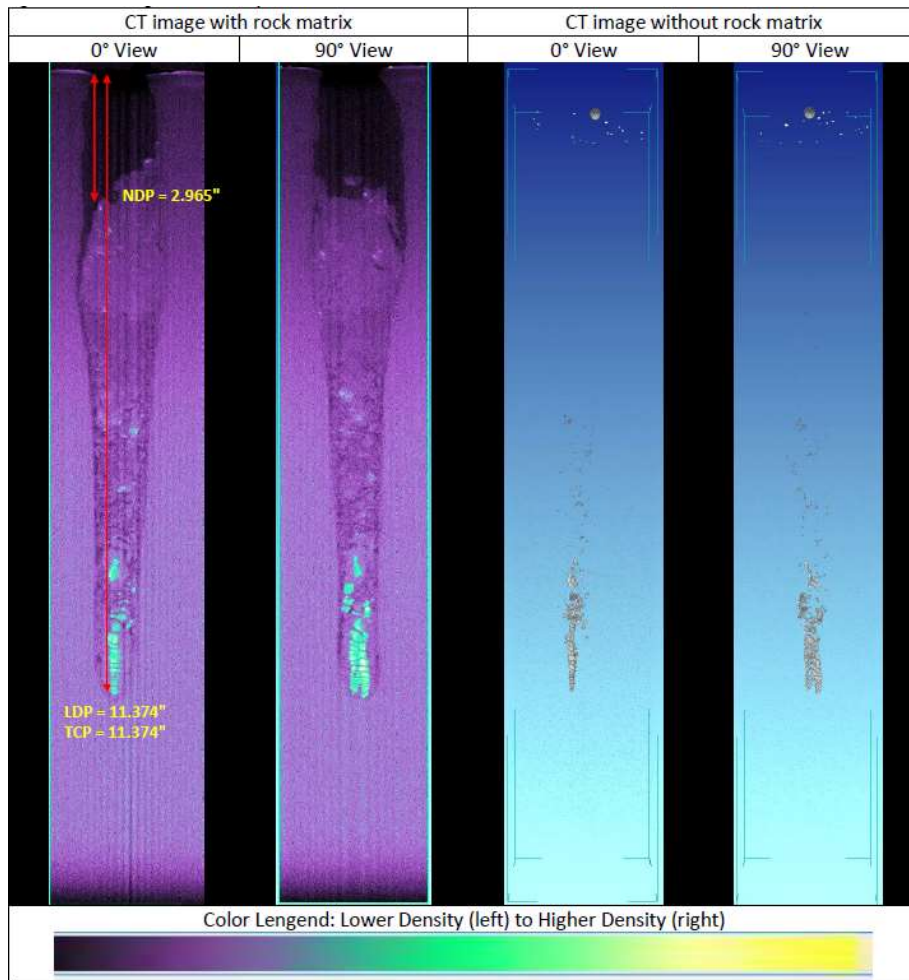 CT image with rock matrix CT image without rock matrix
0° View 90° View 0° View 90° View
NDP = 2.965"
LDP = 11.374"
TCP = 11.374"
Color Lengend: Lower Density (left) to Higher Density (right)